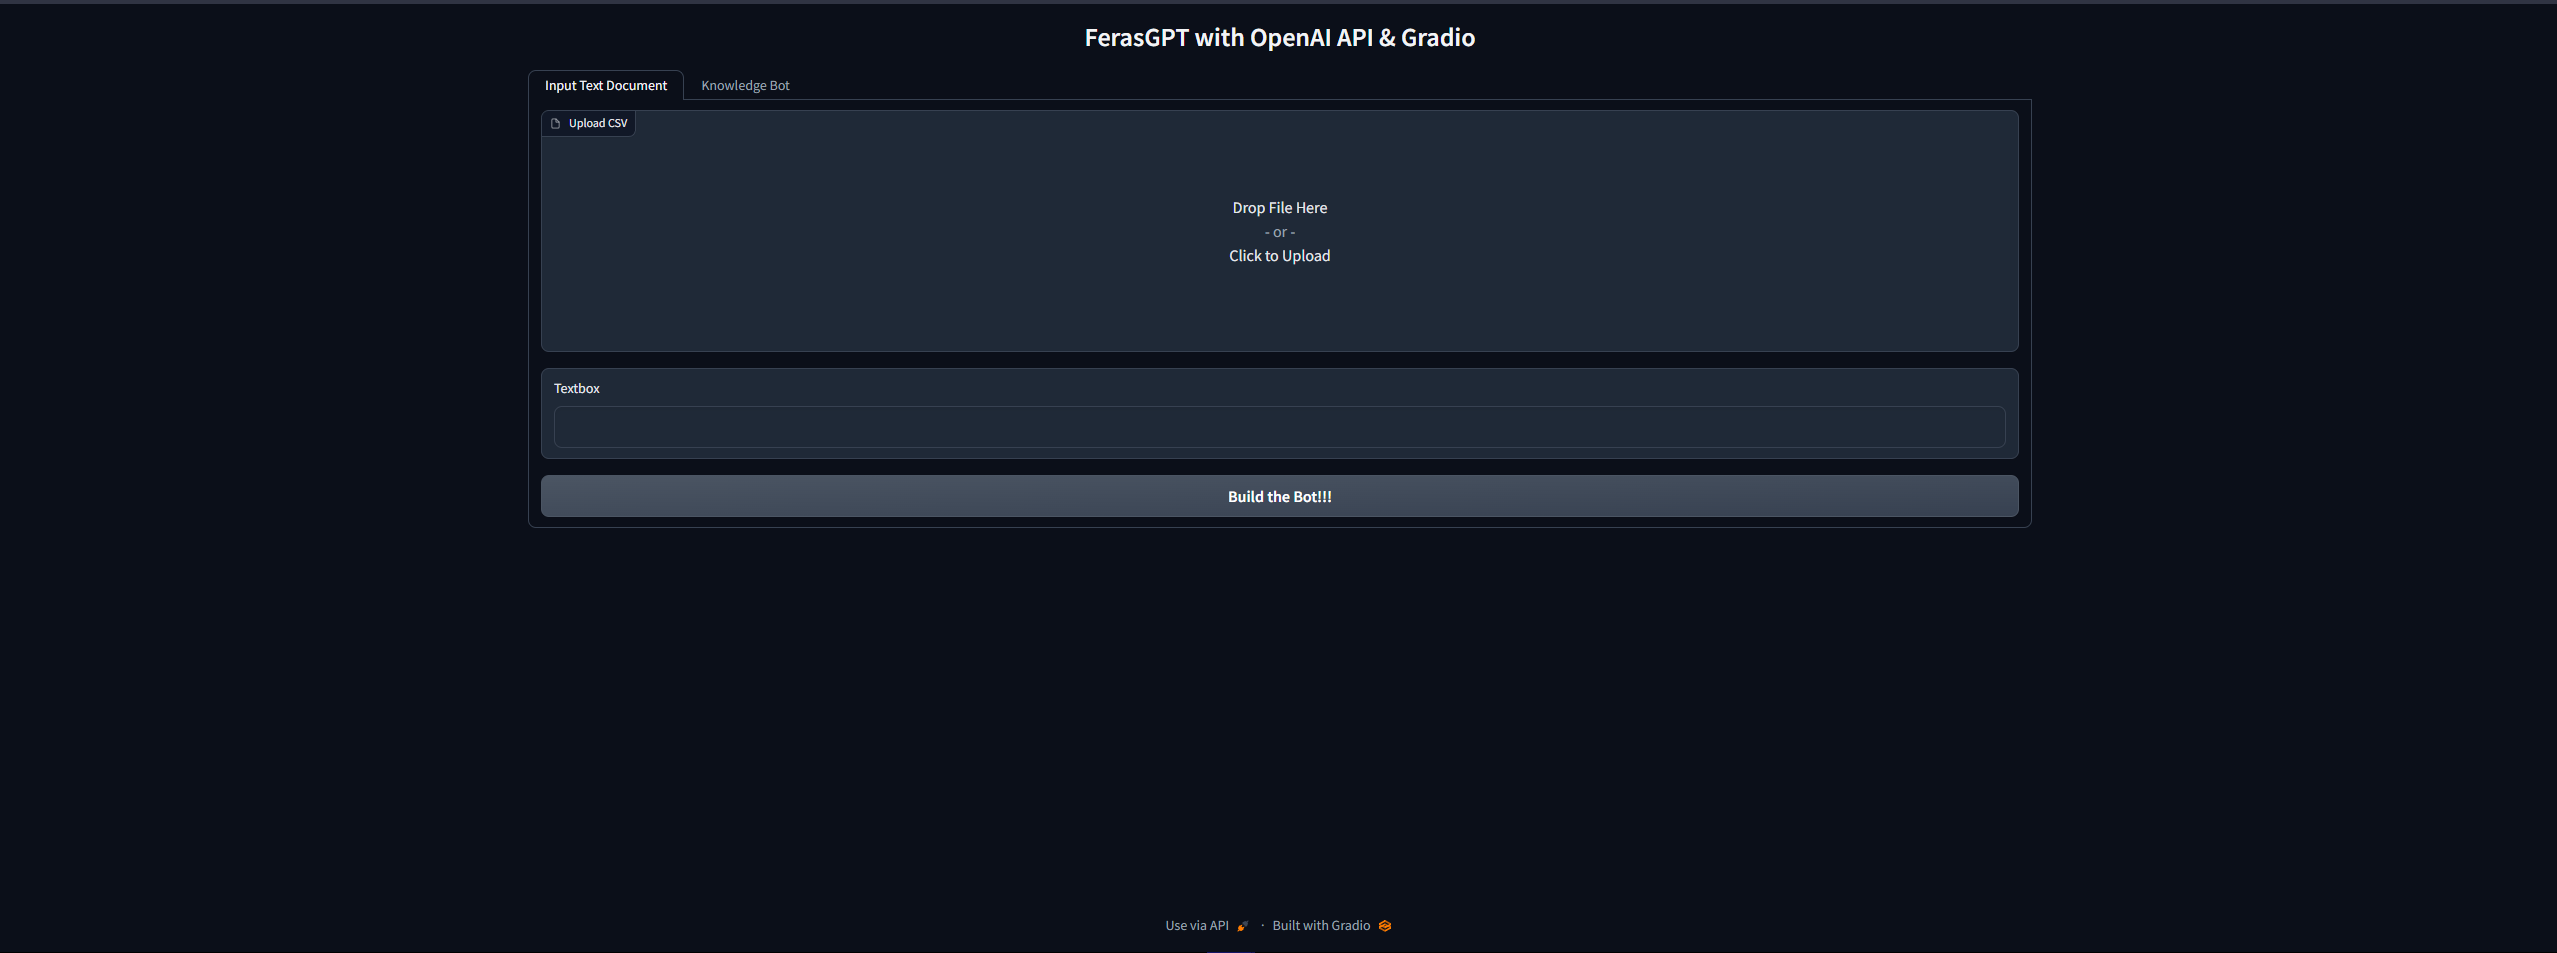 FerasGPT with OpenAI API & Gradio
Input Text Document
Knowledge Bot
Upload CSV
Drop File Here
- or -
Click to Upload
Textbox
Build the Bot!!!
Use via API · Built with Gradio